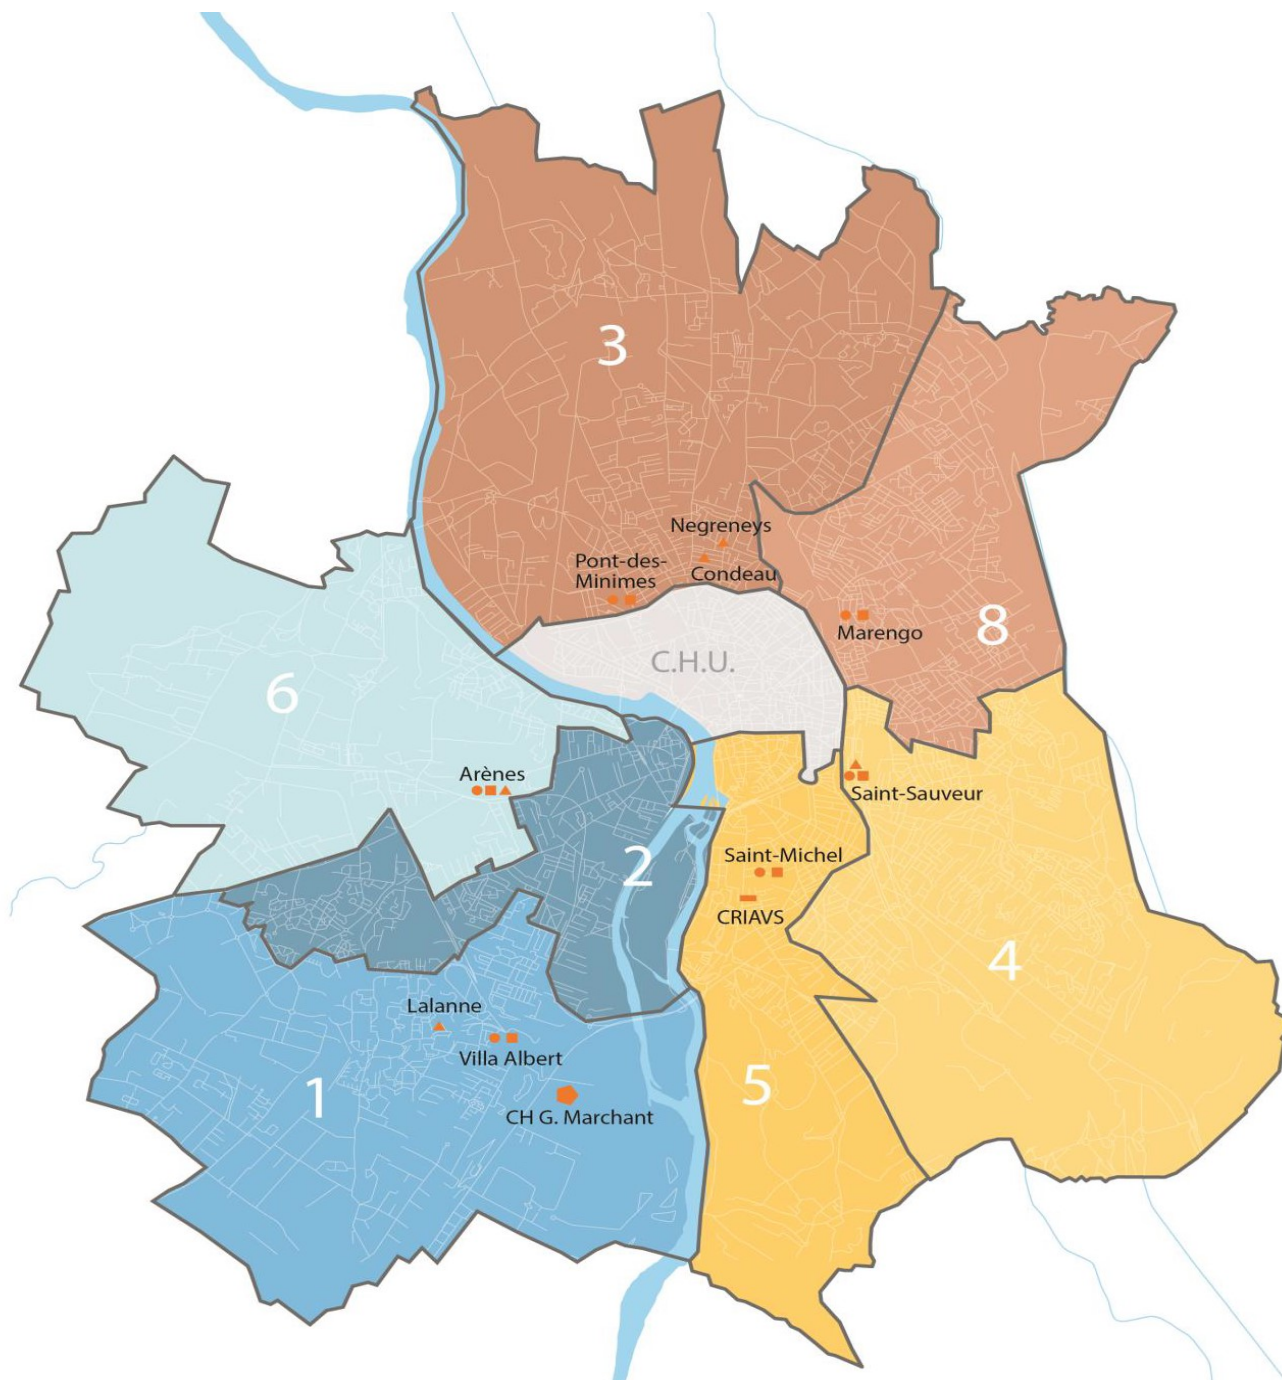 3
Negreneys
Pont-des-
Minimes
Condeau
Marengo
8
C.H.U.
6
Arènes
Saint-Sauveur
2
Saint-Michel
CRIAVS
4
Lalanne
Villa Albert
1
5
CH G. Marchant